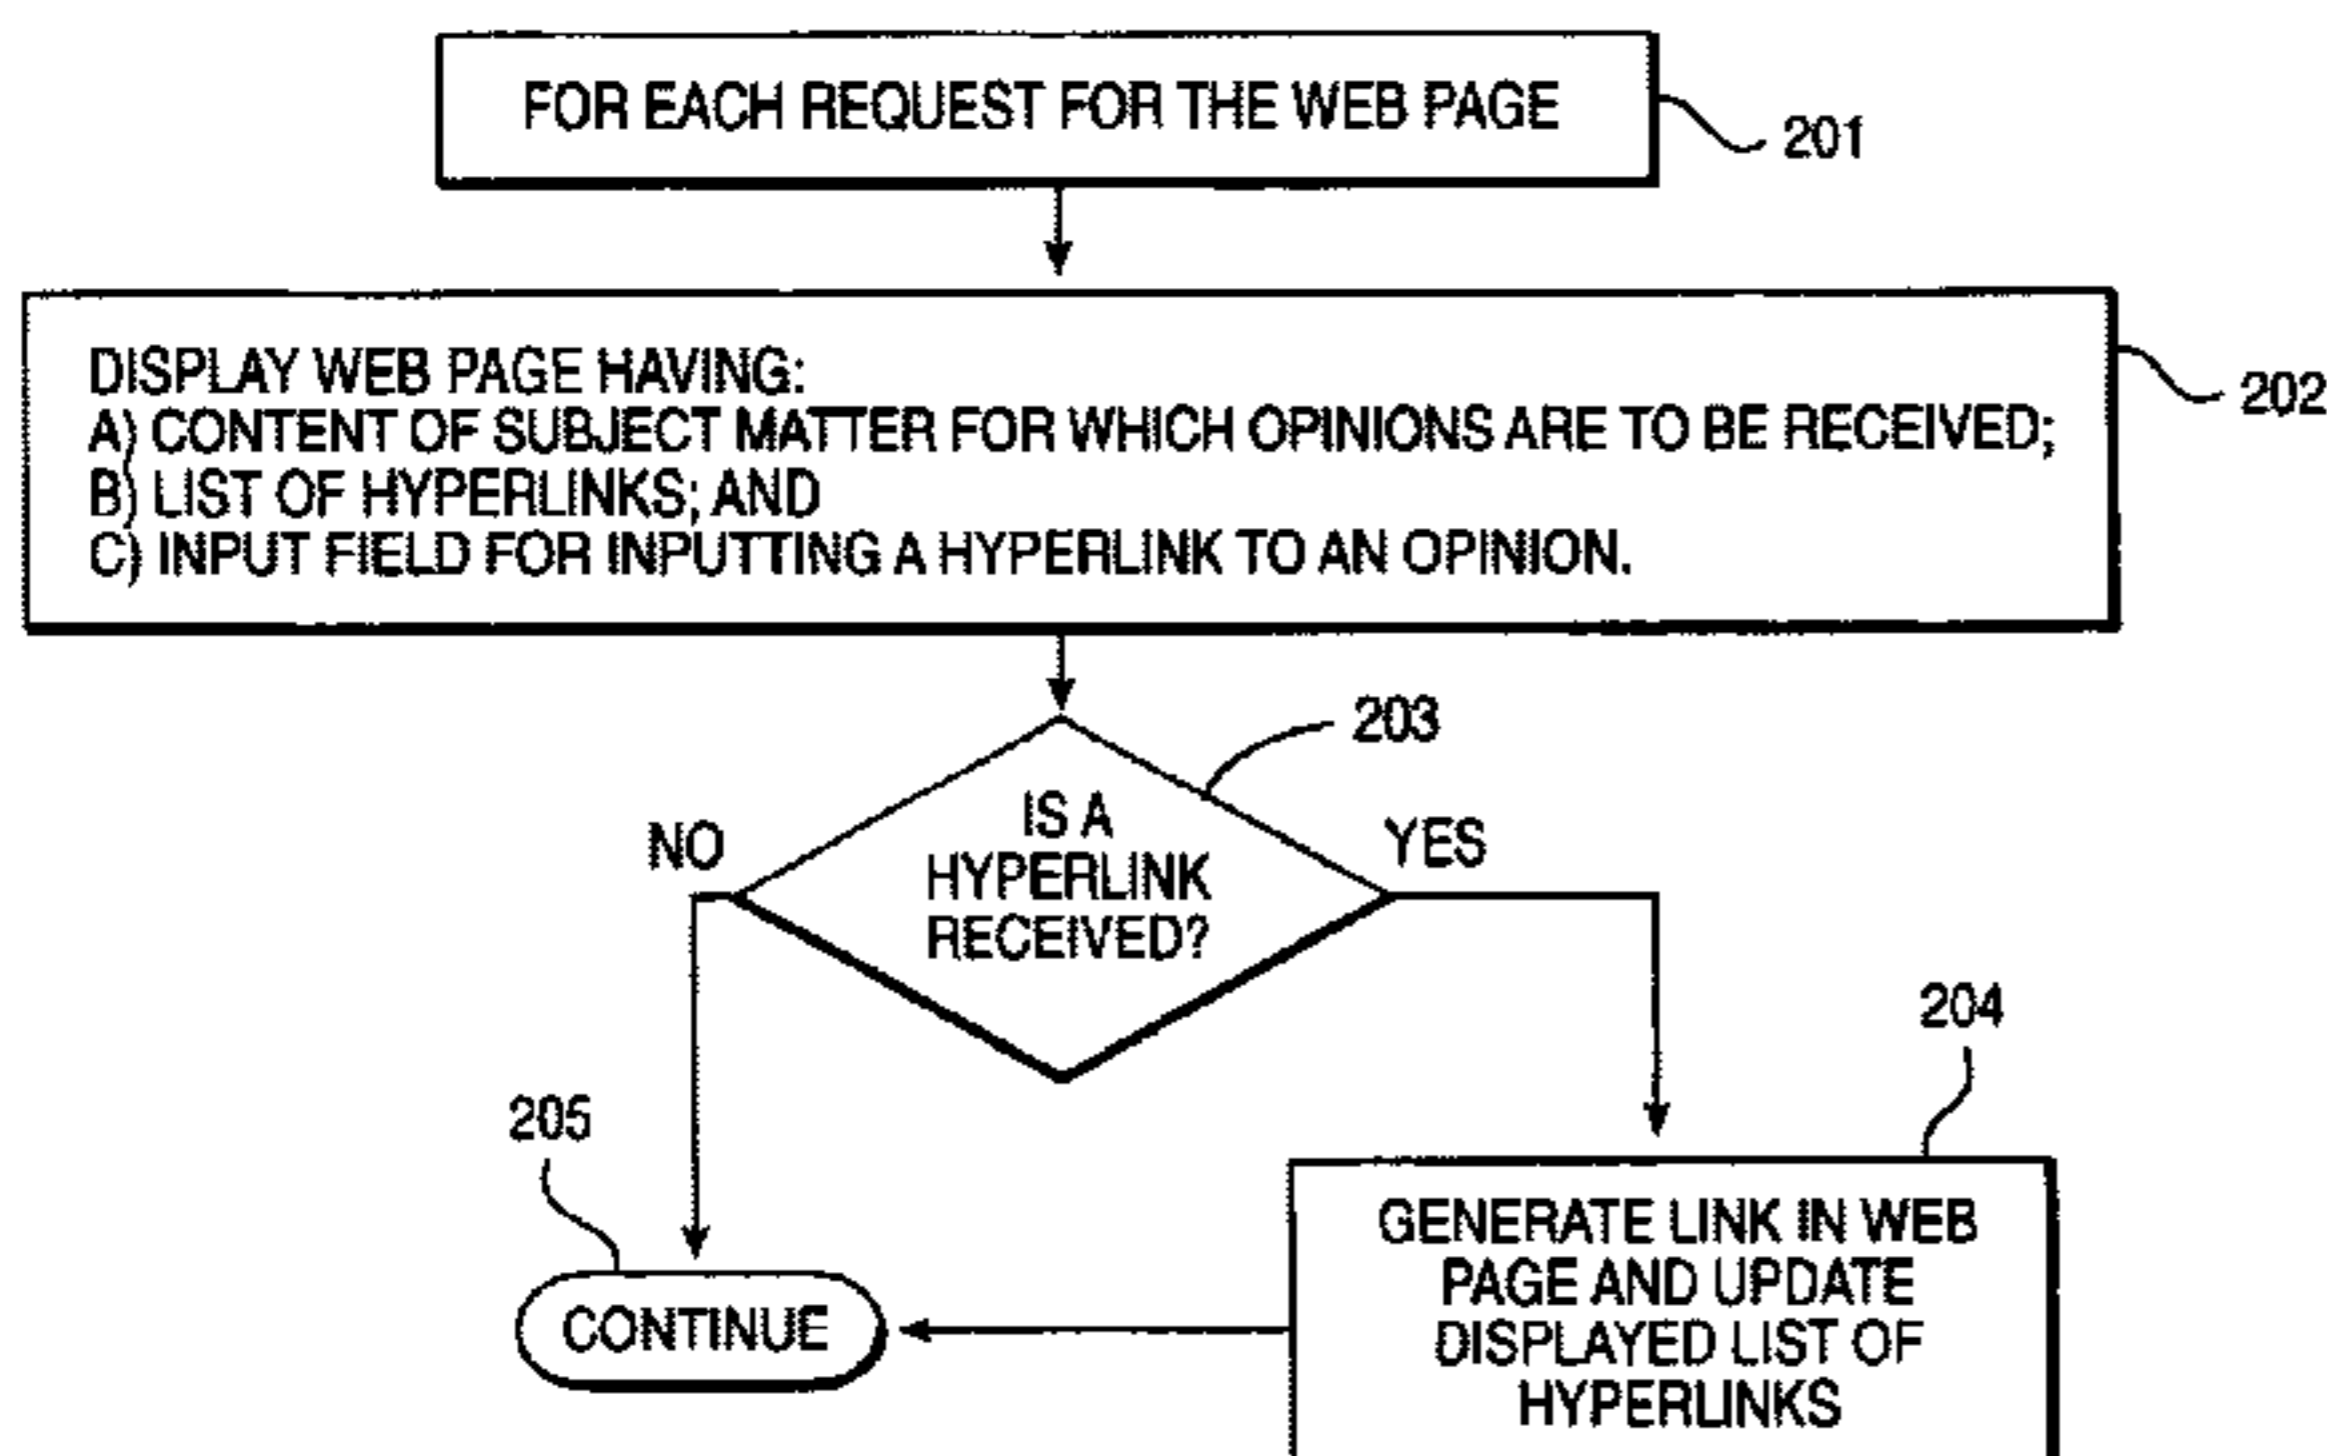 FOR EACH REQUEST FOR THE WEB PAGE
201
DISPLAY WEB PAGE HAVING:
A) CONTENT OF SUBJECT MATTER FOR WHICH OPINIONS ARE TO BE RECEIVED;
B) LIST OF HYPERLINKS; AND
C) INPUT FIELD FOR INPUTTING A HYPERLINK TO AN OPINION.
202
203
NO
IS A
HYPERLINK
RECEIVED?
YES
204
205
GENERATE LINK IN WEB
PAGE AND UPDATE
DISPLAYED LIST OF
HYPERLINKS
CONTINUE